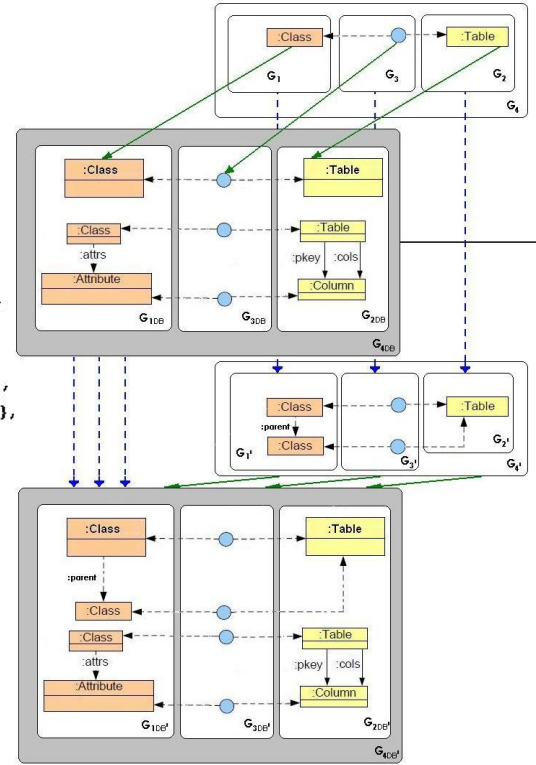 :Class
:Table
G1
G3
G2
G4
:Class
:Table
:Class
:Table
:attrs
:pkey
:cols
:Attribute
:Column
G1DB
G3DB
G2DB
G4DB
,
},
:Class
:Table
:parent
:Class
G1'
G3'
G2'
G4'
:Class
:Table
:parent
:Class
:Class
:Table
:attrs
:pkey
:cols
:Attribute
:Column
G1DB'
G3DB'
G2DB'
G4DB'